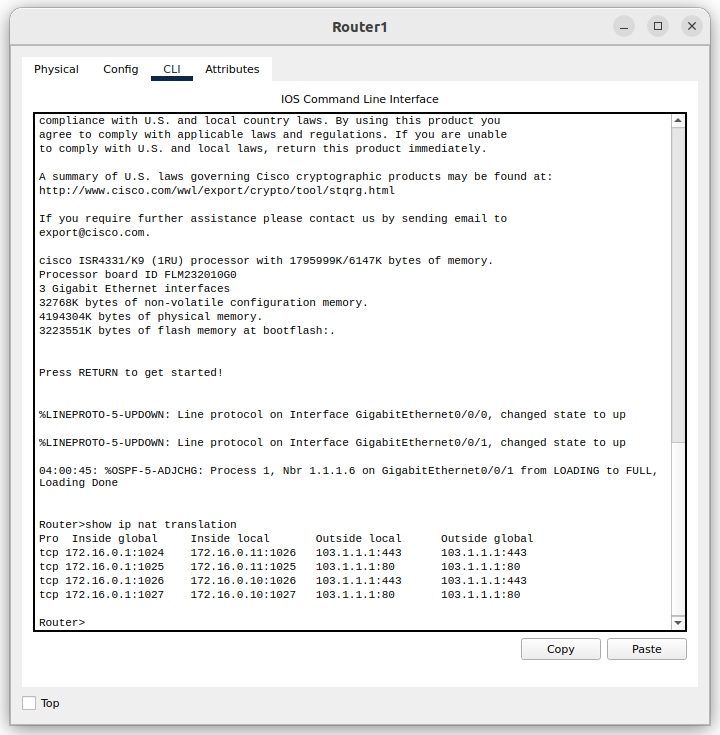 Router1
Physical Config CLI Attributes
IOS Command Line Interface
compliance with U.S. and local country laws. By using this product you
agree to comply with applicable laws and regulations. If you are unable
to comply with U.S. and local laws, return this product immediately.
A summary of U.S. laws governing Cisco cryptographic products may be found at:
http://www.cisco.com/wwl/export/crypto/tool/stqrg.html
If you require further assistance please contact us by sending email to
export@cisco.com.
cisco ISR4331/K9 (1RU) processor with 1795999K/6147K bytes of memory.
Processor board ID FLM232010G0
3 Gigabit Ethernet interfaces
32768K bytes of non-volatile configuration memory.
4194304K bytes of physical memory.
3223551K bytes of flash memory at bootflash:.
Press RETURN to get started!
%LINEPROTO-5-UPDOWN: Line protocol on Interface GigabitEthernet0/0/0, changed state to up
%LINEPROTO-5-UPDOWN: Line protocol on Interface GigabitEthernet0/0/1, changed state to up
04:00:45: %OSPF-5-ADJCHG: Process 1, Nbr 1.1.1.6 on GigabitEthernet0/0/1 from LOADING to FULL,
Loading Done
Router>show ip nat translation
Pro  Inside global     Inside local       Outside local      Outside global
tcp 172.16.0.1:1024    172.16.0.11:1026   103.1.1.1:443      103.1.1.1:443
tcp 172.16.0.1:1025    172.16.0.11:1025   103.1.1.1:80       103.1.1.1:80
tcp 172.16.0.1:1026    172.16.0.10:1026   103.1.1.1:443      103.1.1.1:443
tcp 172.16.0.1:1027    172.16.0.10:1027   103.1.1.1:80       103.1.1.1:80
Router>
Copy Paste
Top